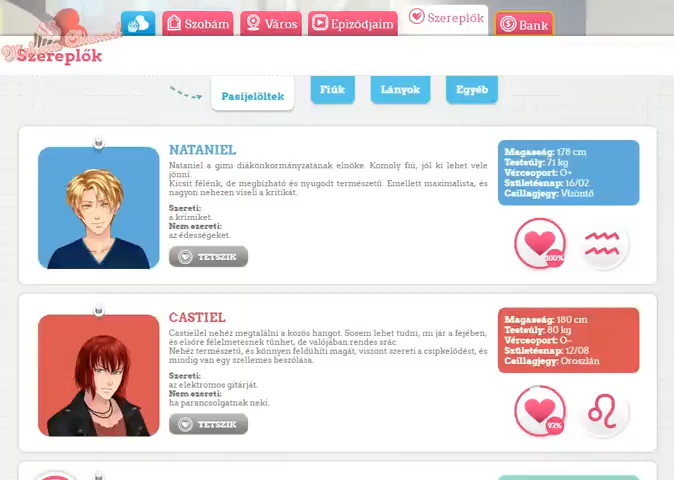 Szobám
Város
Epizódjaim
Szereplők
Bank
Szereplők
Pasijelöltek
Fiúk
Lányok
Egyéb
NATANIEL
Nataniel a gimi diákönkormányzatának elnöke. Komoly fiú, jól ki lehet vele
jönni.
Kicsit félénk, de megbízható és nyugodt természetű. Emellett maximalista, és
nagyon nehezen viseli a kritikát.
Szereti:
a krimiket.
Nem szereti:
az édességeket.
TETSZIK
Magasság: 178 cm
Testsúly: 71 kg
Vércsoport: O+
Születésnap: 16/02
Csillagjegy: Vízöntő
100%
CASTIEL
Castiellel nehéz megtalálni a közös hangot. Sosem lehet tudni, mi jár a fejében,
és elsőre félelmetesnek tűnhet, de valójában rendes srác.
Nehéz természetű, és könnyen feldühíti magát, viszont szereti a csipkelődést, és
mindig van egy szellemes beszólása.
Szereti:
az elektromos gitárját.
Nem szereti:
ha parancsolgatnak neki.
TETSZIK
Magasság: 180 cm
Testsúly: 80 kg
Vércsoport: O–
Születésnap: 12/08
Csillagjegy: Oroszlán
93%